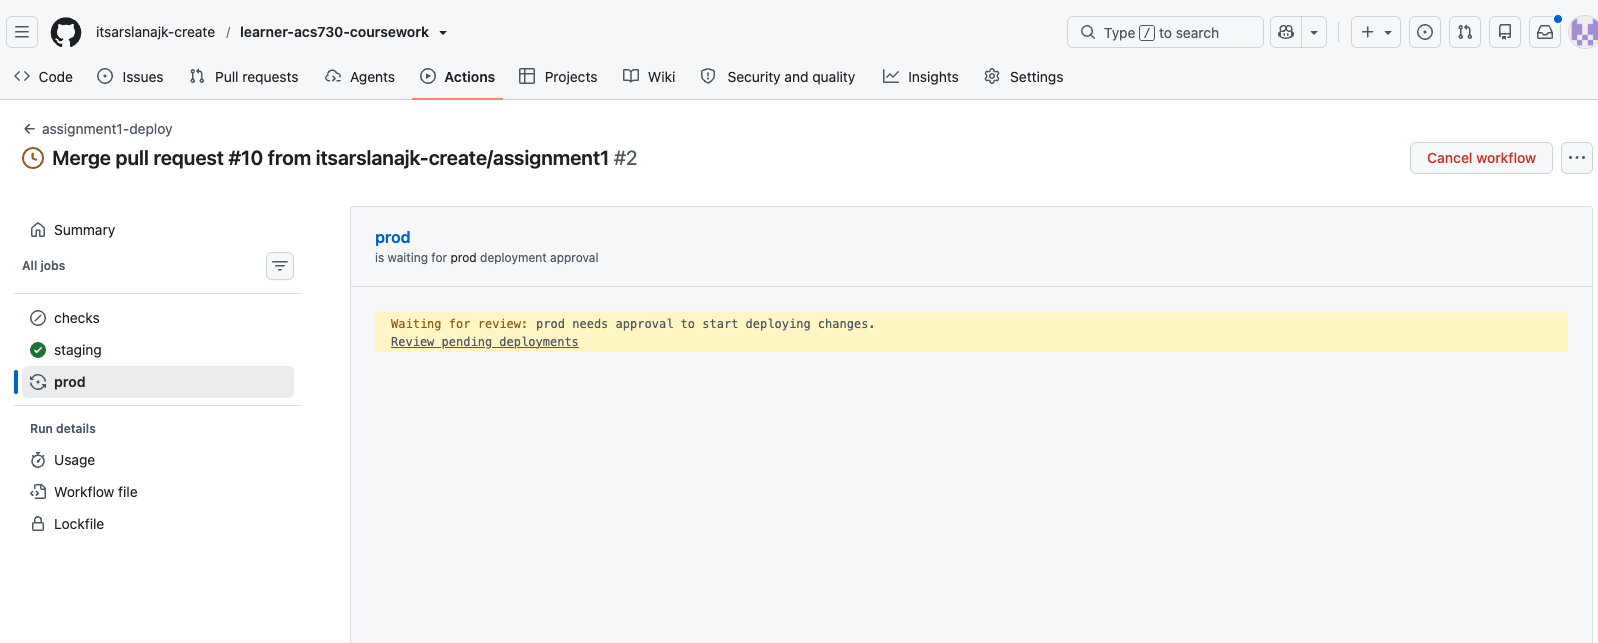 itsarslanajk-create / learner-acs730-coursework
Type / to search
Code Issues Pull requests Agents Actions Projects Wiki Security and quality Insights Settings
assignment1-deploy
Merge pull request #10 from itsarslanajk-create/assignment1 #2
Cancel workflow
Summary
All jobs
checks
staging
prod
Run details
Usage
Workflow file
Lockfile
prod
is waiting for prod deployment approval
Waiting for review: prod needs approval to start deploying changes.
Review pending deployments